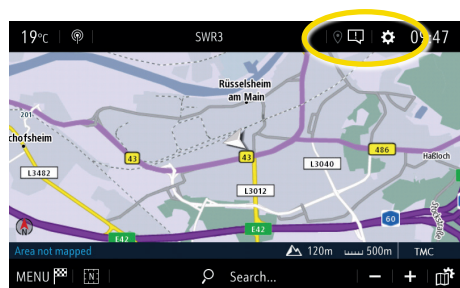 19°C SWR3 09:47
Rüsselsheim
am Main
201
chofsheim
43 43 486
Haßloch
L3482 L3040
L3012
60
E42 E42
N
Area not mapped 120m 500m TMC
MENU N Search... − +